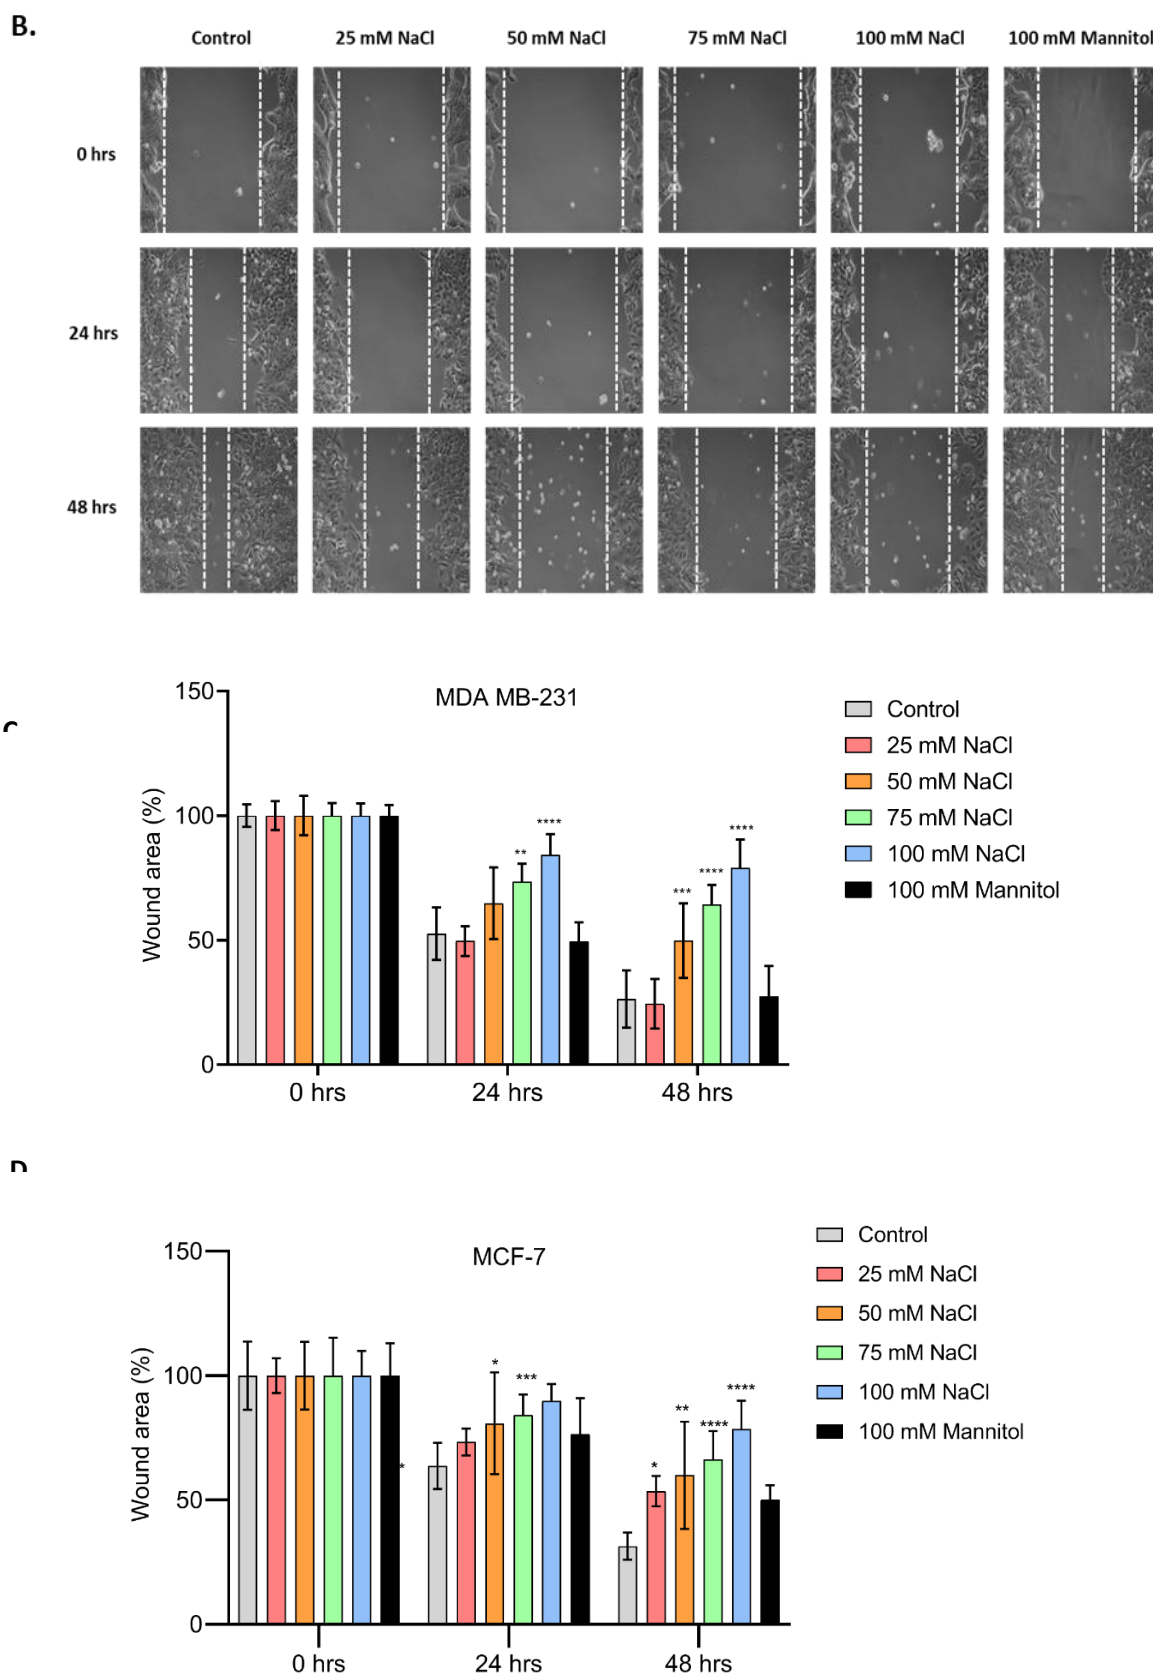 B.
Control 25 mM NaCl 50 mM NaCl 75 mM NaCl 100 mM NaCl 100 mM Mannitol
0 hrs
24 hrs
48 hrs
C
MDA MB-231
Wound area (%)
150
100
50
0
** **** *** **** ****
0 hrs 24 hrs 48 hrs
Control
25 mM NaCl
50 mM NaCl
75 mM NaCl
100 mM NaCl
100 mM Mannitol
D
MCF-7
Wound area (%)
150
100
50
0
* * *** * ** **** ****
0 hrs 24 hrs 48 hrs
Control
25 mM NaCl
50 mM NaCl
75 mM NaCl
100 mM NaCl
100 mM Mannitol